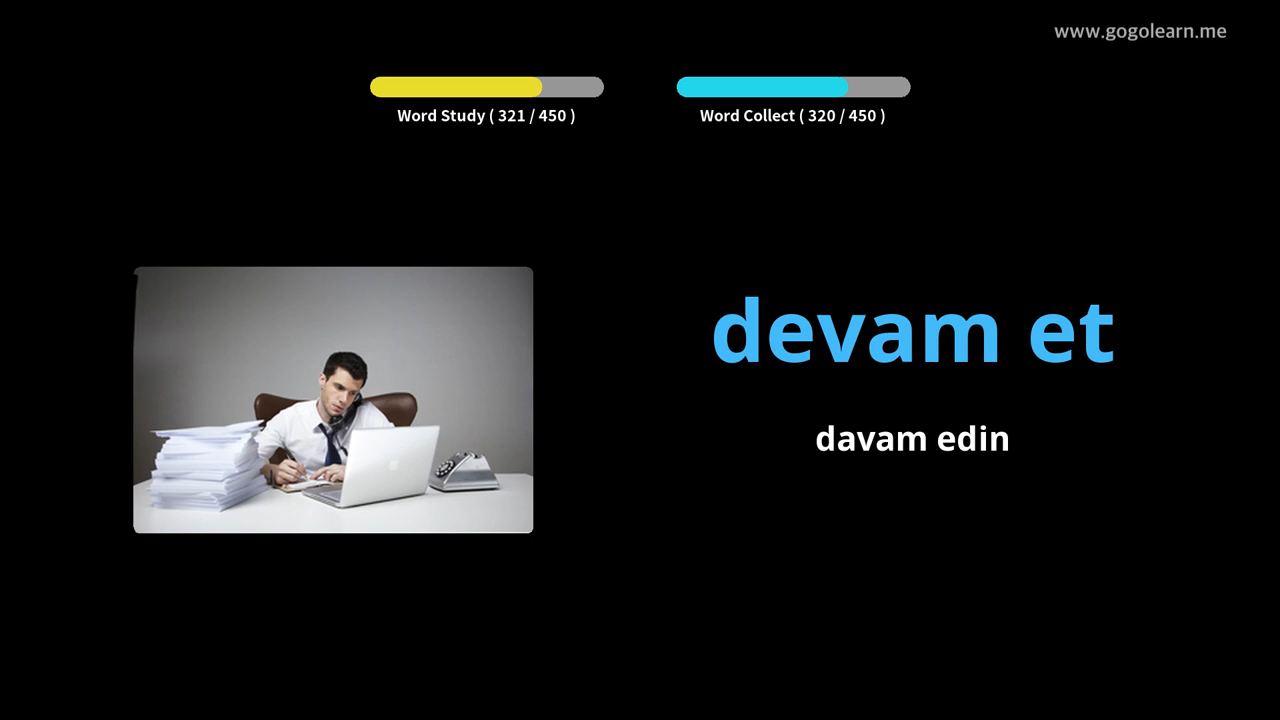 www.gogolearn.me
Word Study ( 321 / 450 )
Word Collect ( 320 / 450 )
devam et
davam edin